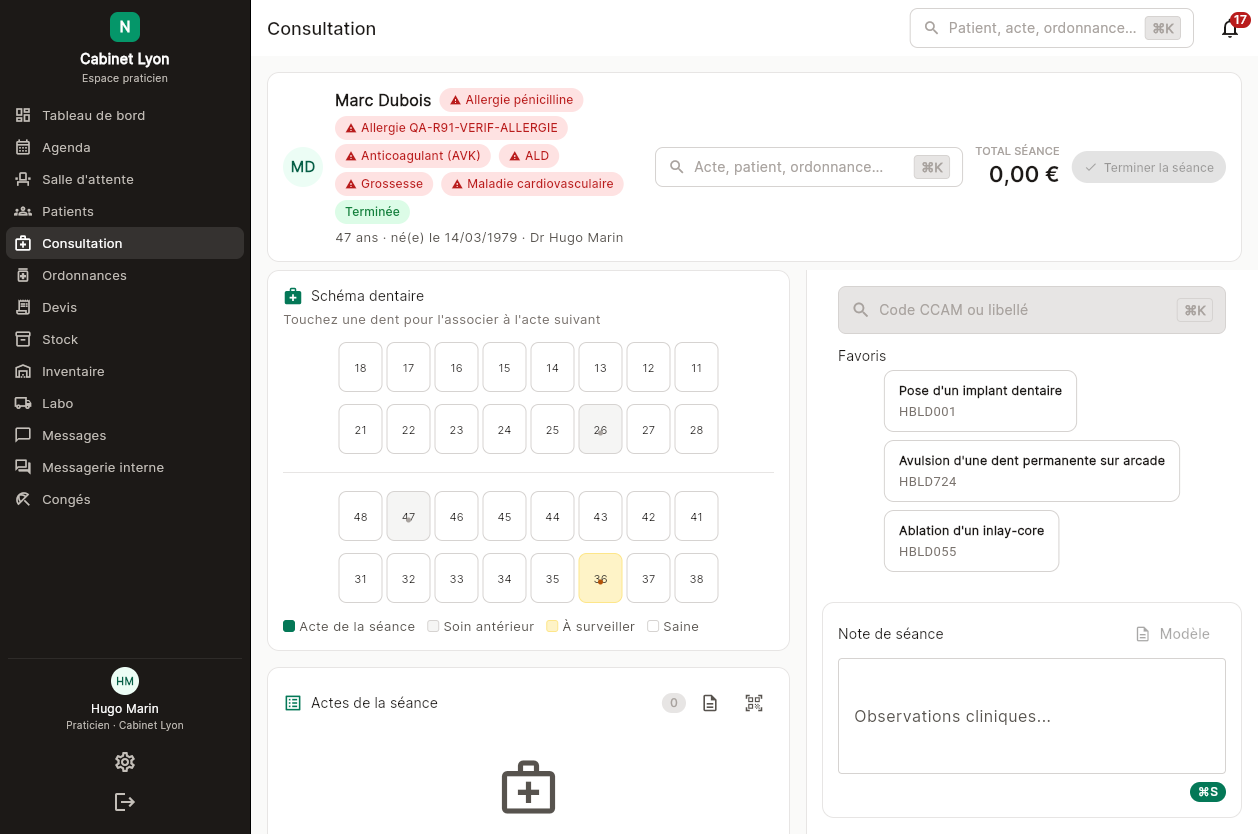 N
Cabinet Lyon
Espace praticien
Tableau de bord
Agenda
Salle d'attente
Patients
Consultation
Ordonnances
Devis
Stock
Inventaire
Labo
Messages
Messagerie interne
Congés
HM
Hugo Marin
Praticien · Cabinet Lyon
Consultation
Patient, acte, ordonnance... ⌘K
17
MD
Marc Dubois Allergie pénicilline
Allergie QA-R91-VERIF-ALLERGIE
Anticoagulant (AVK) ALD
Grossesse Maladie cardiovasculaire
Terminée
47 ans · né(e) le 14/03/1979 · Dr Hugo Marin
Acte, patient, ordonnance... ⌘K
TOTAL SÉANCE
0,00 €
Terminer la séance
Schéma dentaire
Touchez une dent pour l'associer à l'acte suivant
18 17 16 15 14 13 12 11
21 22 23 24 25 26 27 28
48 47 46 45 44 43 42 41
31 32 33 34 35 36 37 38
Acte de la séance Soin antérieur À surveiller Saine
Actes de la séance 0
Code CCAM ou libellé ⌘K
Favoris
Pose d'un implant dentaire
HBLD001
Avulsion d'une dent permanente sur arcade
HBLD724
Ablation d'un inlay-core
HBLD055
Note de séance Modèle
Observations cliniques...
⌘S